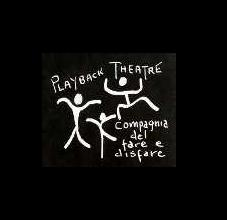 PLAYBACK THEATRE
compagnia
del
fare e
disfare